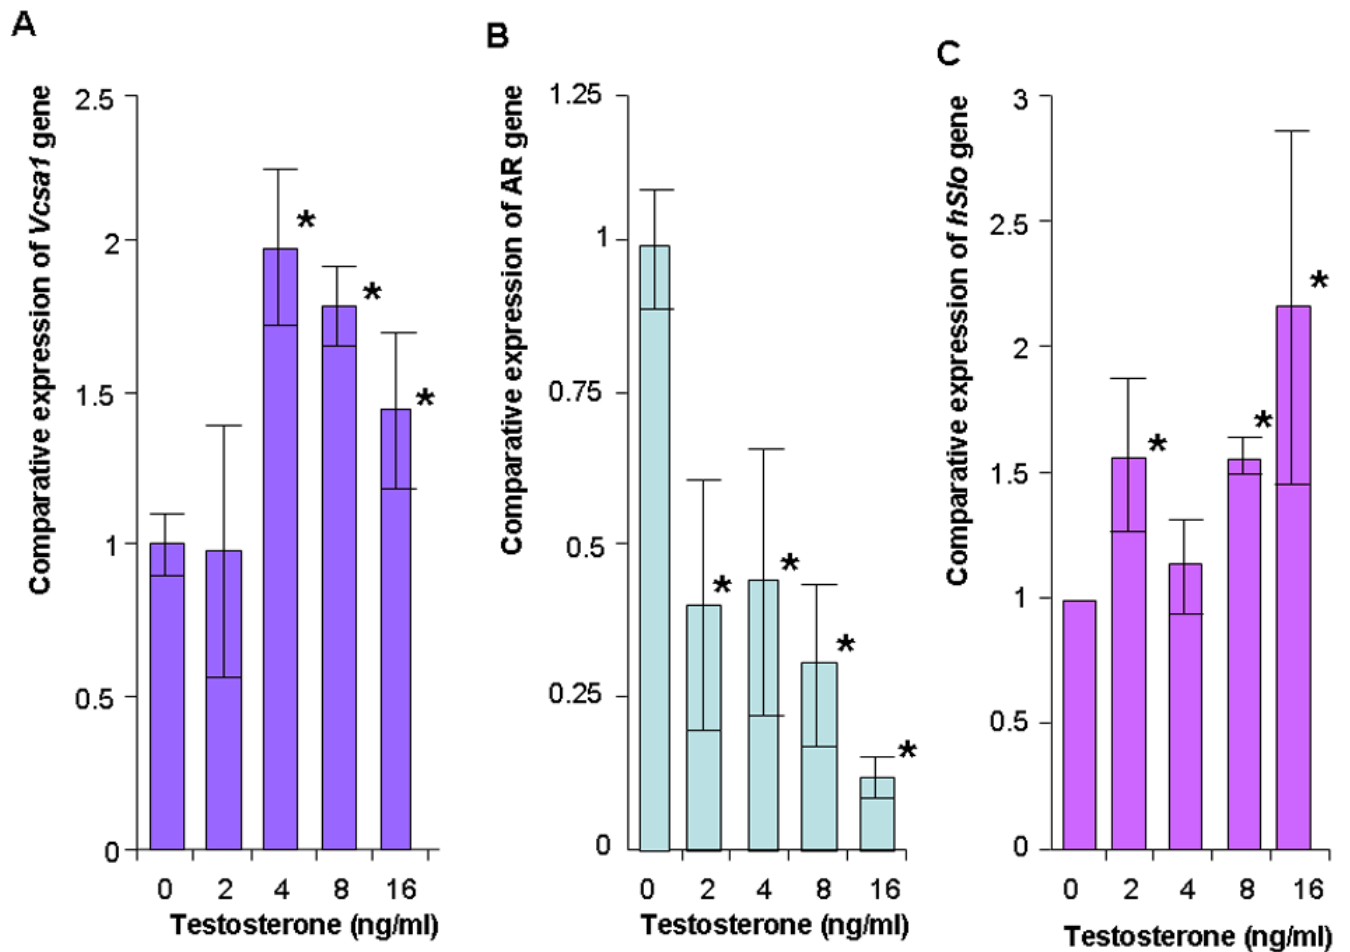 A
Comparative expression of Vcsa1 gene
2.5
2
1.5
1
0.5
0
*
*
*
0 2 4 8 16
Testosterone (ng/ml)
B
Comparative expression of AR gene
1.25
1
0.75
0.5
0.25
0
*
*
*
*
0 2 4 8 16
Testosterone (ng/ml)
C
Comparative expression of hSlo gene
3
2.5
2
1.5
1
0.5
0
*
*
*
0 2 4 8 16
Testosterone (ng/ml)